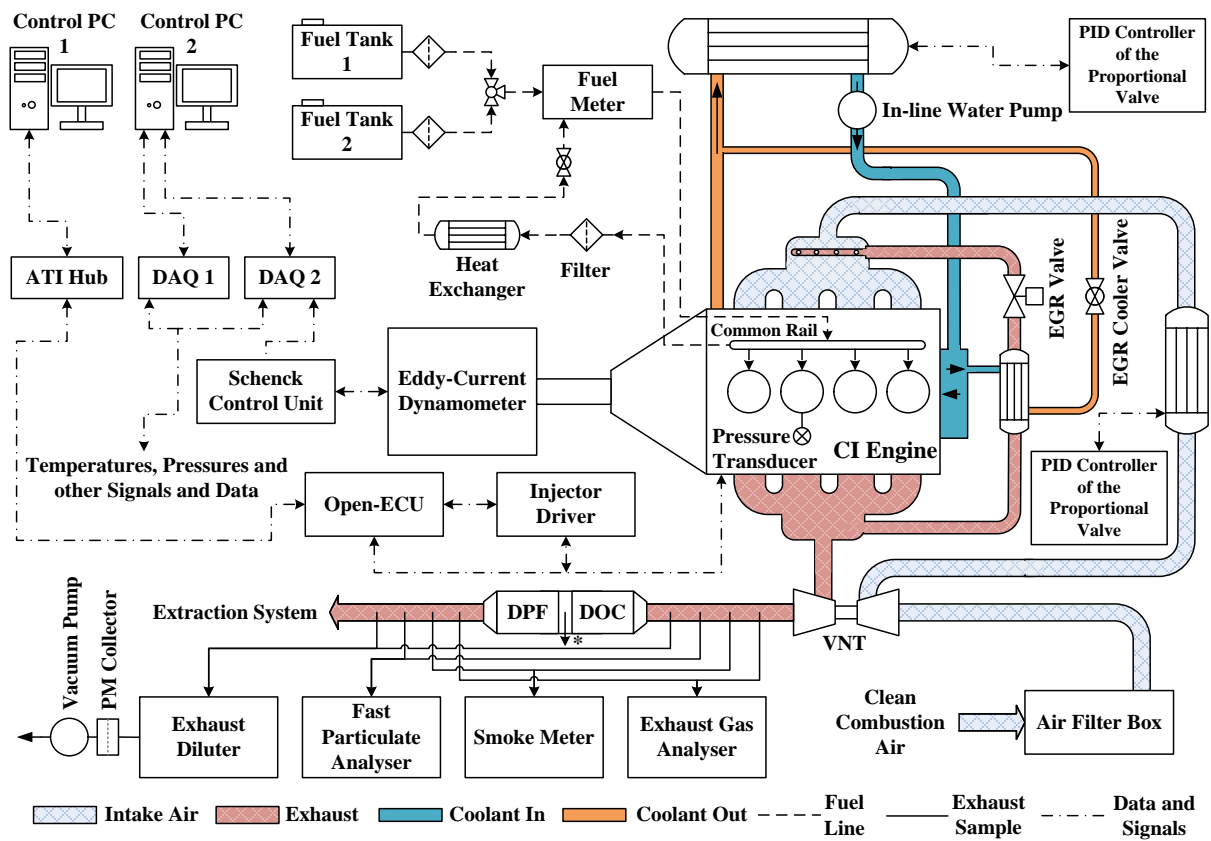 Control PC
1
Control PC
2
Fuel Tank
1
Fuel Tank
2
Fuel
Meter
PID Controller
of the
Proportional
Valve
In-line Water Pump
Heat
Exchanger
Filter
ATI Hub
DAQ 1
DAQ 2
EGR Valve
EGR Cooler Valve
Common Rail
Schenck
Control Unit
Eddy-Current
Dynamometer
Pressure
Transducer
CI Engine
Temperatures, Pressures and
other Signals and Data
PID Controller
of the
Proportional
Valve
Open-ECU
Injector
Driver
Extraction System
DPF
DOC
*
VNT
Vacuum Pump
PM Collector
Exhaust
Diluter
Fast
Particulate
Analyser
Smoke Meter
Exhaust Gas
Analyser
Clean
Combustion
Air
Air Filter Box
Intake Air
Exhaust
Coolant In
Coolant Out
Fuel
Line
Exhaust
Sample
Data and
Signals